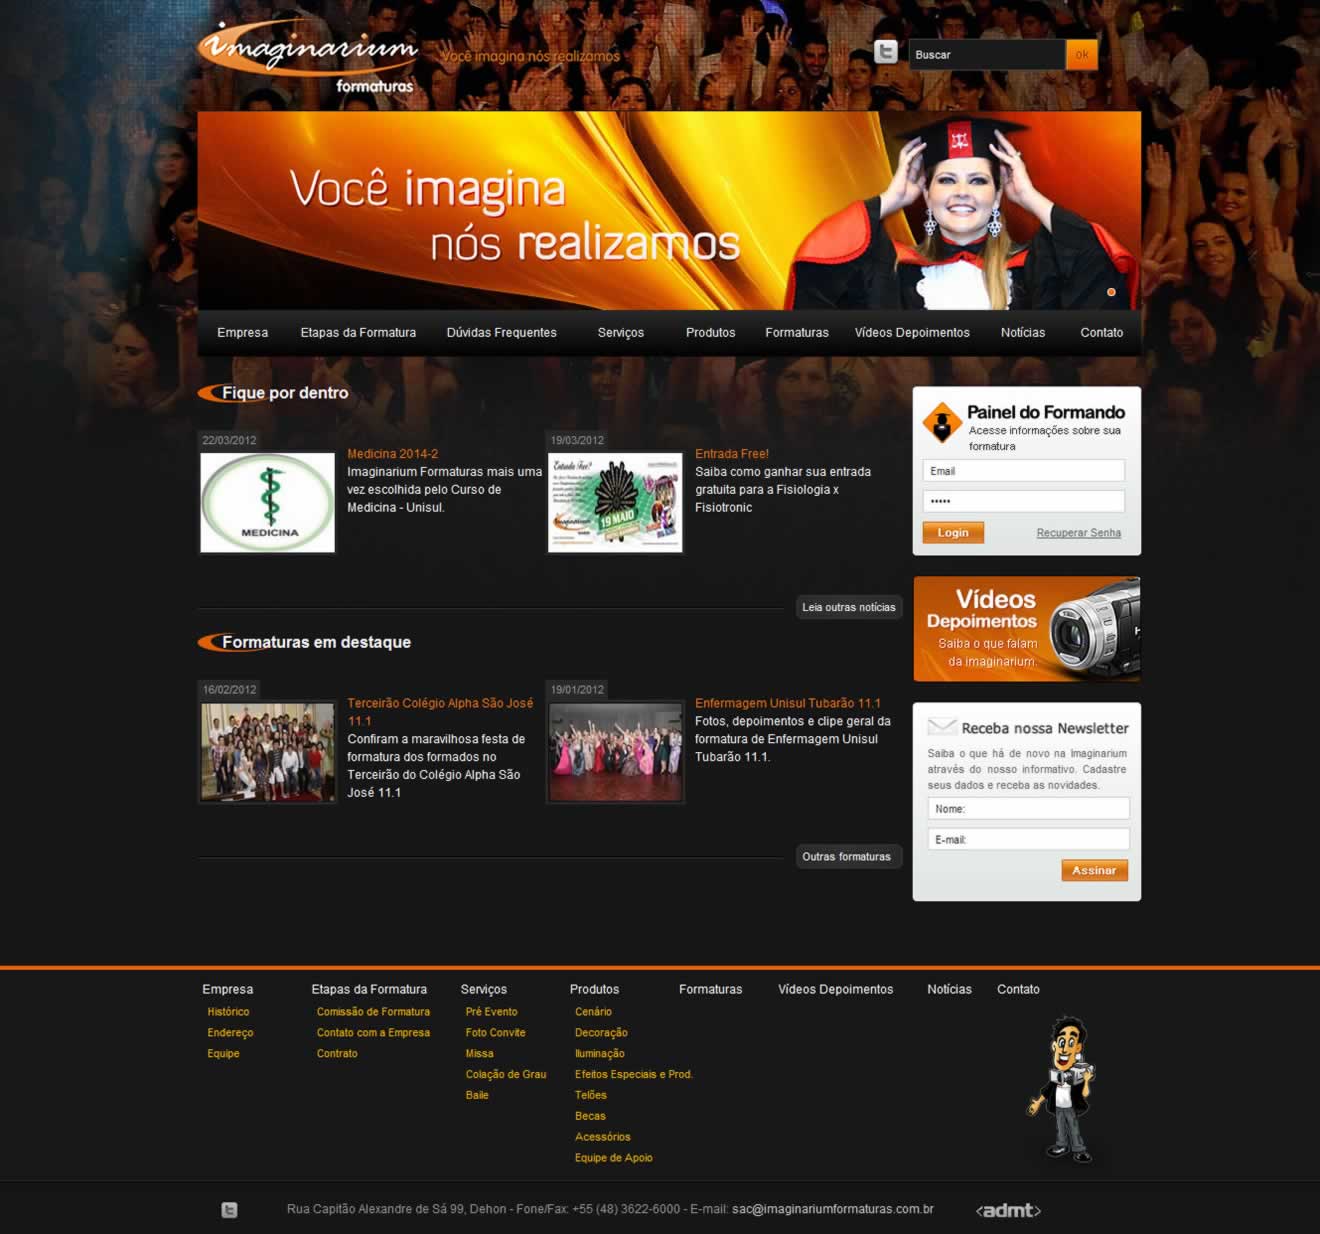 imaginarium
formaturas
Você imagina nós realizamos
Buscar
ok
Você imagina
nós realizamos
Empresa
Etapas da Formatura
Dúvidas Frequentes
Serviços
Produtos
Formaturas
Vídeos Depoimentos
Notícias
Contato
Fique por dentro
22/03/2012
MEDICINA
Medicina 2014-2
Imaginarium Formaturas mais uma
vez escolhida pelo Curso de
Medicina - Unisul.
19/03/2012
Entrada Free!
19 MAIO
imaginarium
Entrada Free!
Saiba como ganhar sua entrada
gratuita para a Fisiologia x
Fisiotronic
Leia outras notícias
Formaturas em destaque
16/02/2012
Terceirão Colégio Alpha São José
11.1
Confiram a maravilhosa festa de
formatura dos formados no
Terceirão do Colégio Alpha São
José 11.1
19/01/2012
Enfermagem Unisul Tubarão 11.1
Fotos, depoimentos e clipe geral da
formatura de Enfermagem Unisul
Tubarão 11.1.
Outras formaturas
Painel do Formando
Acesse informações sobre sua
formatura
Email
•••••
Login
Recuperar Senha
Vídeos
Depoimentos
Saiba o que falam
da imaginarium.
Receba nossa Newsletter
Saiba o que há de novo na Imaginarium
através do nosso informativo. Cadastre
seus dados e receba as novidades.
Nome:
E-mail:
Assinar
Empresa
Histórico
Endereço
Equipe
Etapas da Formatura
Comissão de Formatura
Contato com a Empresa
Contrato
Serviços
Pré Evento
Foto Convite
Missa
Colação de Grau
Baile
Produtos
Cenário
Decoração
Iluminação
Efeitos Especiais e Prod.
Telões
Becas
Acessórios
Equipe de Apoio
Formaturas
Vídeos Depoimentos
Notícias
Contato
Rua Capitão Alexandre de Sá 99, Dehon - Fone/Fax: +55 (48) 3622-6000 - E-mail: sac@imaginariumformaturas.com.br
<admt>